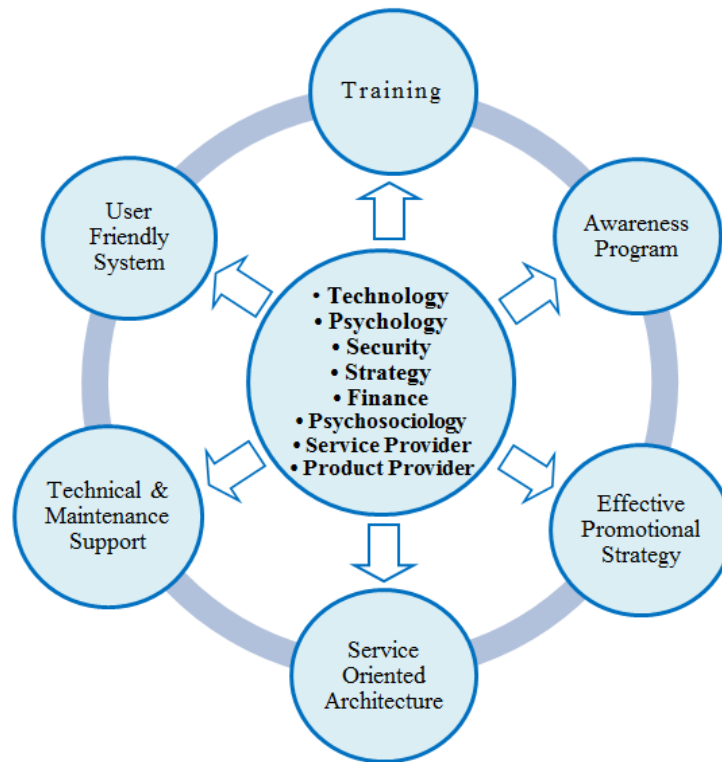 Training
Awareness
Program
Effective
Promotional
Strategy
Service
Oriented
Architecture
Technical &
Maintenance
Support
User
Friendly
System
• Technology
• Psychology
• Security
• Strategy
• Finance
• Psychosociology
• Service Provider
• Product Provider